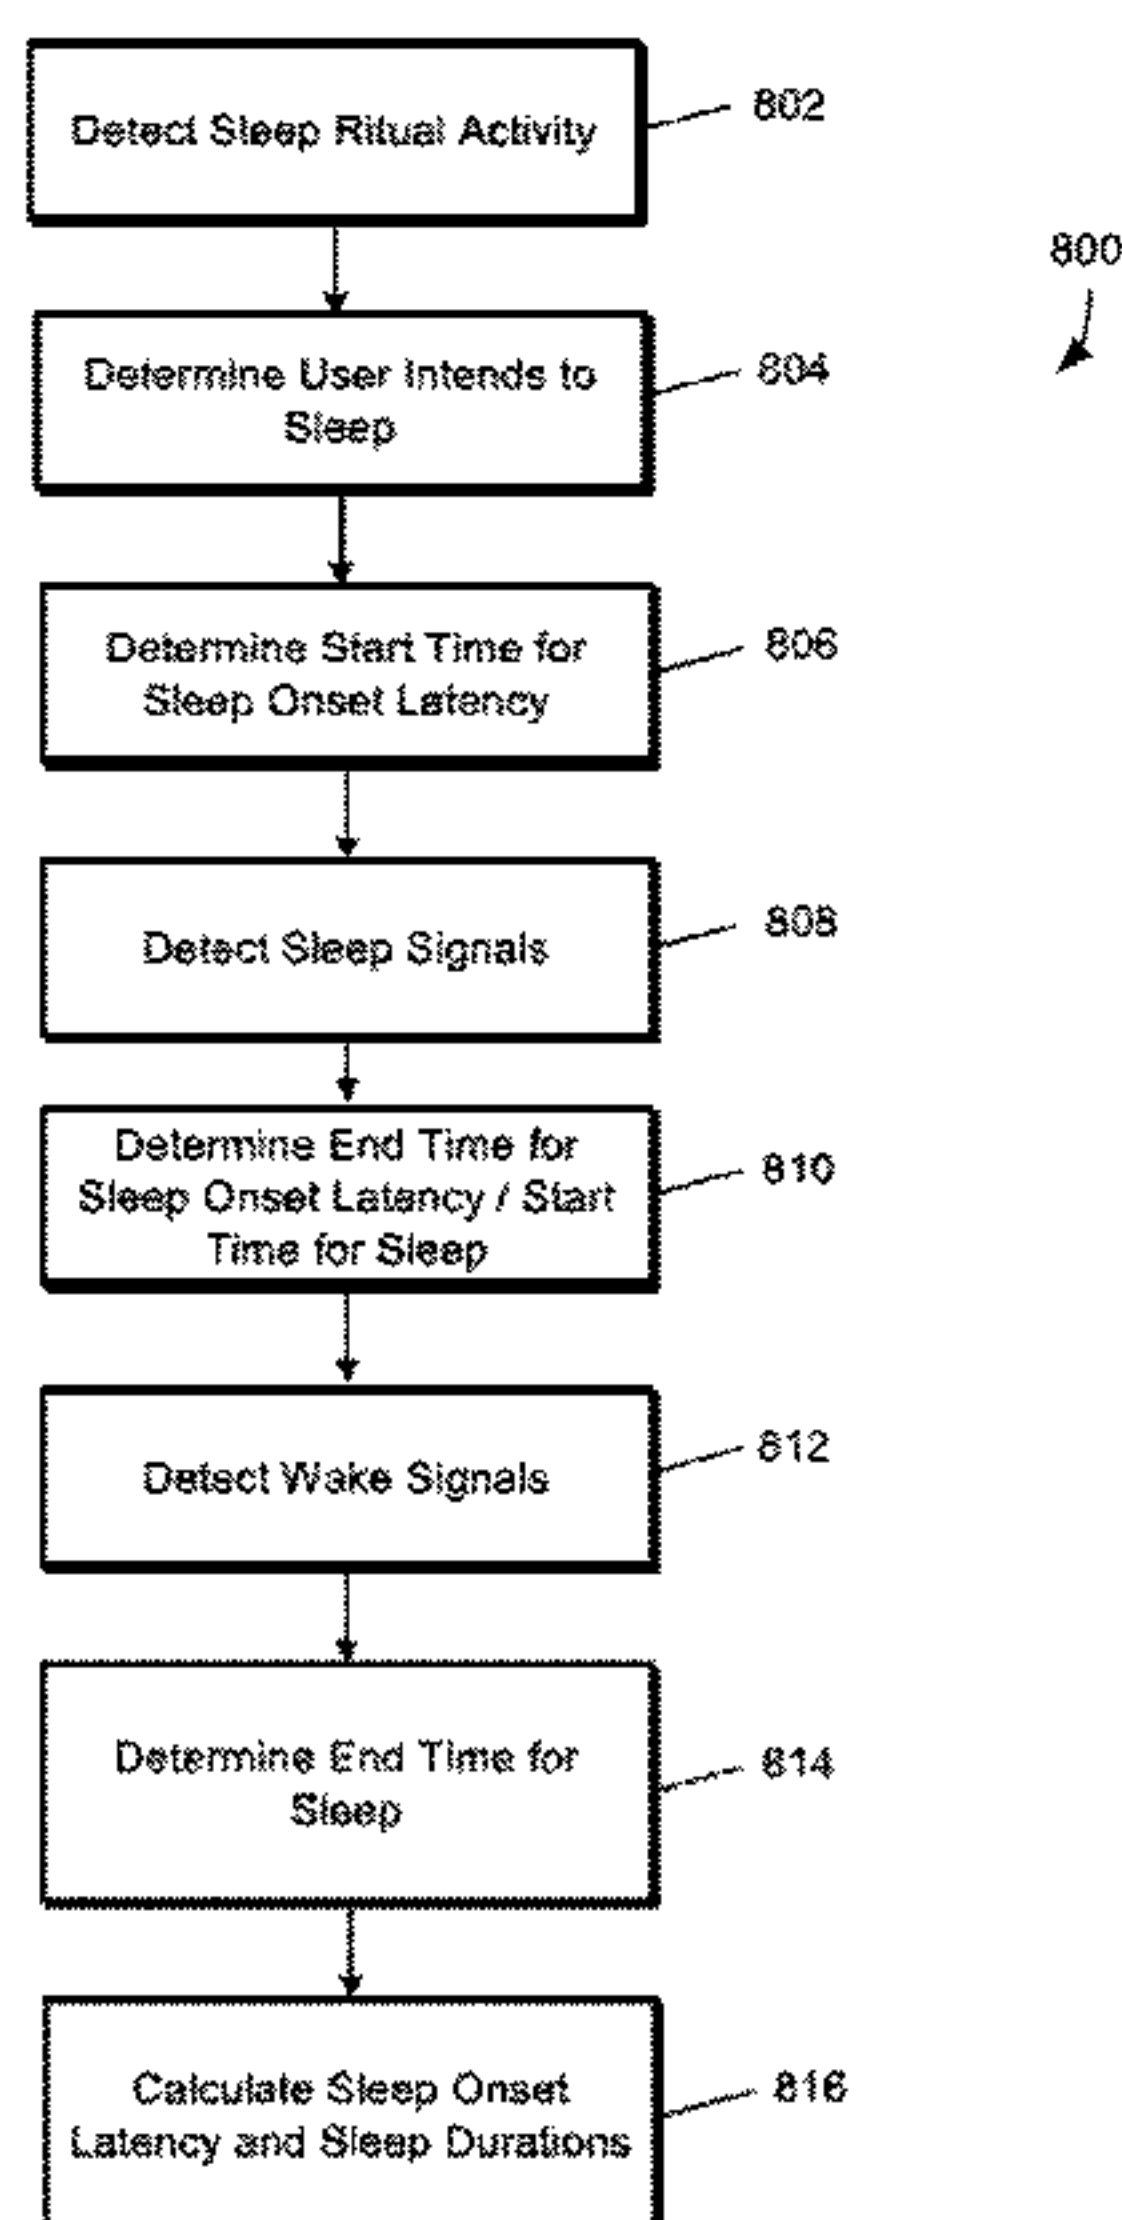 Detect Sleep Ritual Activity
802
800
Determine User Intends to
Sleep
804
Determine Start Time for
Sleep Onset Latency
806
Detect Sleep Signals
808
Determine End Time for
Sleep Onset Latency / Start
Time for Sleep
810
Detect Wake Signals
812
Determine End Time for
Sleep
814
Calculate Sleep Onset
Latency and Sleep Durations
816